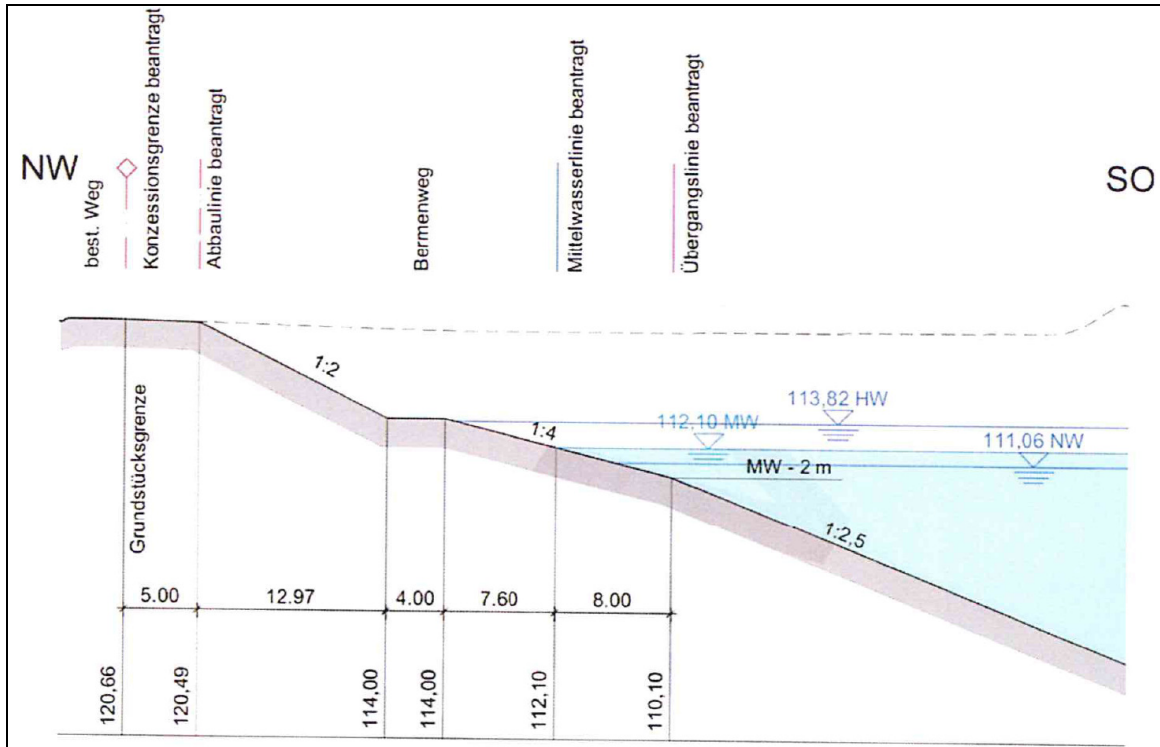 NW
SO
best. Weg
Konzessionsgrenze beantragt
Abbaulinie beantragt
Bermenweg
Mittelwasserlinie beantragt
Übergangslinie beantragt
1:2
1:4
113,82 HW
112,10 MW
111,06 NW
MW - 2 m
1:2,5
Grundstücksgrenze
5.00
12.97
4.00
7.60
8.00
120,66
120,49
114,00
114,00
112,10
110,10